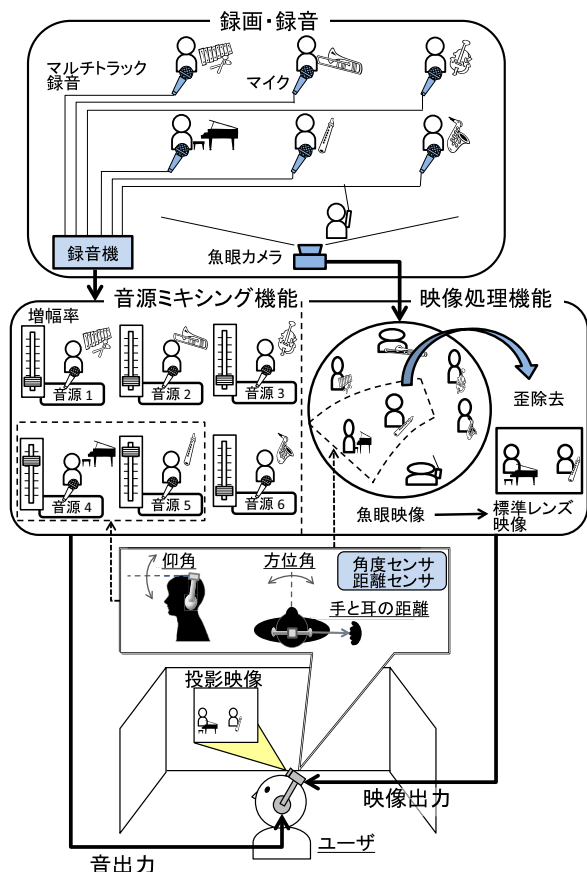 録画・録音
マルチトラック
録音
マイク
録音機
魚眼カメラ
音源ミキシング機能
映像処理機能
増幅率
音源 1
音源 2
音源 3
音源 4
音源 5
音源 6
歪除去
魚眼映像
標準レンズ
映像
仰角
方位角
角度センサ
距離センサ
手と耳の距離
投影映像
映像出力
ユーザ
音出力